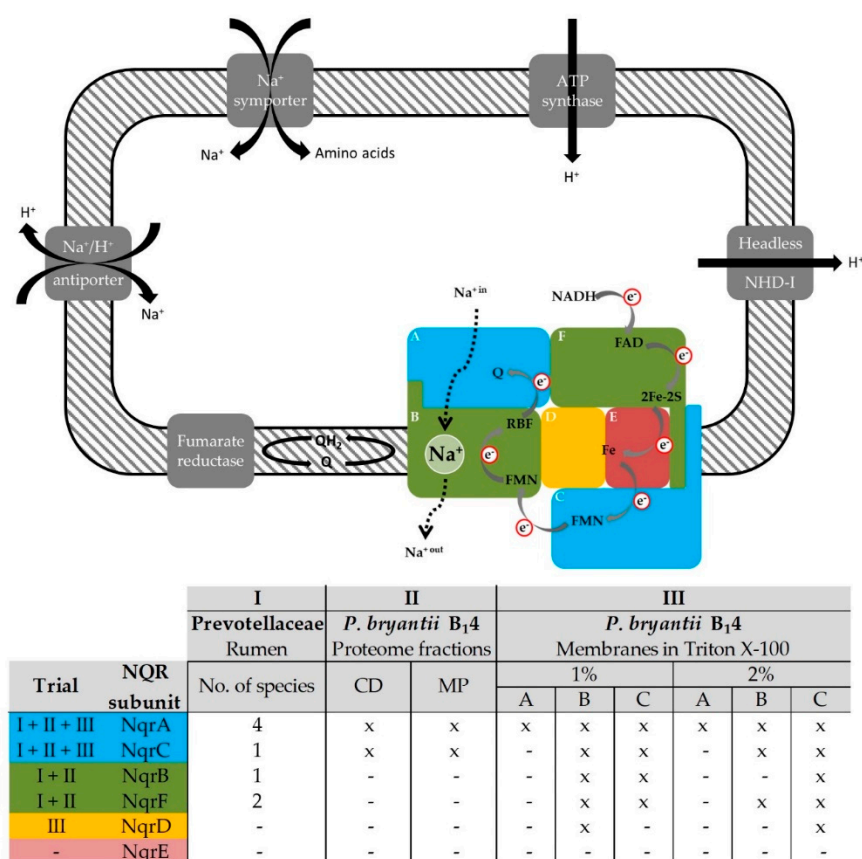 Na⁺
symporter
ATP
synthase
Na⁺
Amino acids
H⁺
H⁺
Na⁺/H⁺
antiporter
Na⁺
Headless
NHD-I
H⁺
Na⁺ⁱⁿ
NADH
e⁻
A
F
FAD
e⁻
Q
e⁻
2Fe-2S
B
RBF
D
E
e⁻
Fe
Fumarate
reductase
QH₂
Q
Na⁺
e⁻
FMN
C
e⁻
e⁻
FMN
Na⁺ᵒᵘᵗ
I II III
Prevotellaceae P. bryantii B₁4 P. bryantii B₁4
Rumen Proteome fractions Membranes in Triton X-100
Trial NQR subunit No. of species CD MP 1% 2%
A B C A B C
I + II + III NqrA 4 x x x x x x x x
I + II + III NqrC 1 x x - x x - x x
I + II NqrB 1 - - - x x - - x
I + II NqrF 2 - - - x x - x x
III NqrD - - - - x - - - x
- NqrE - - - - - - - - -